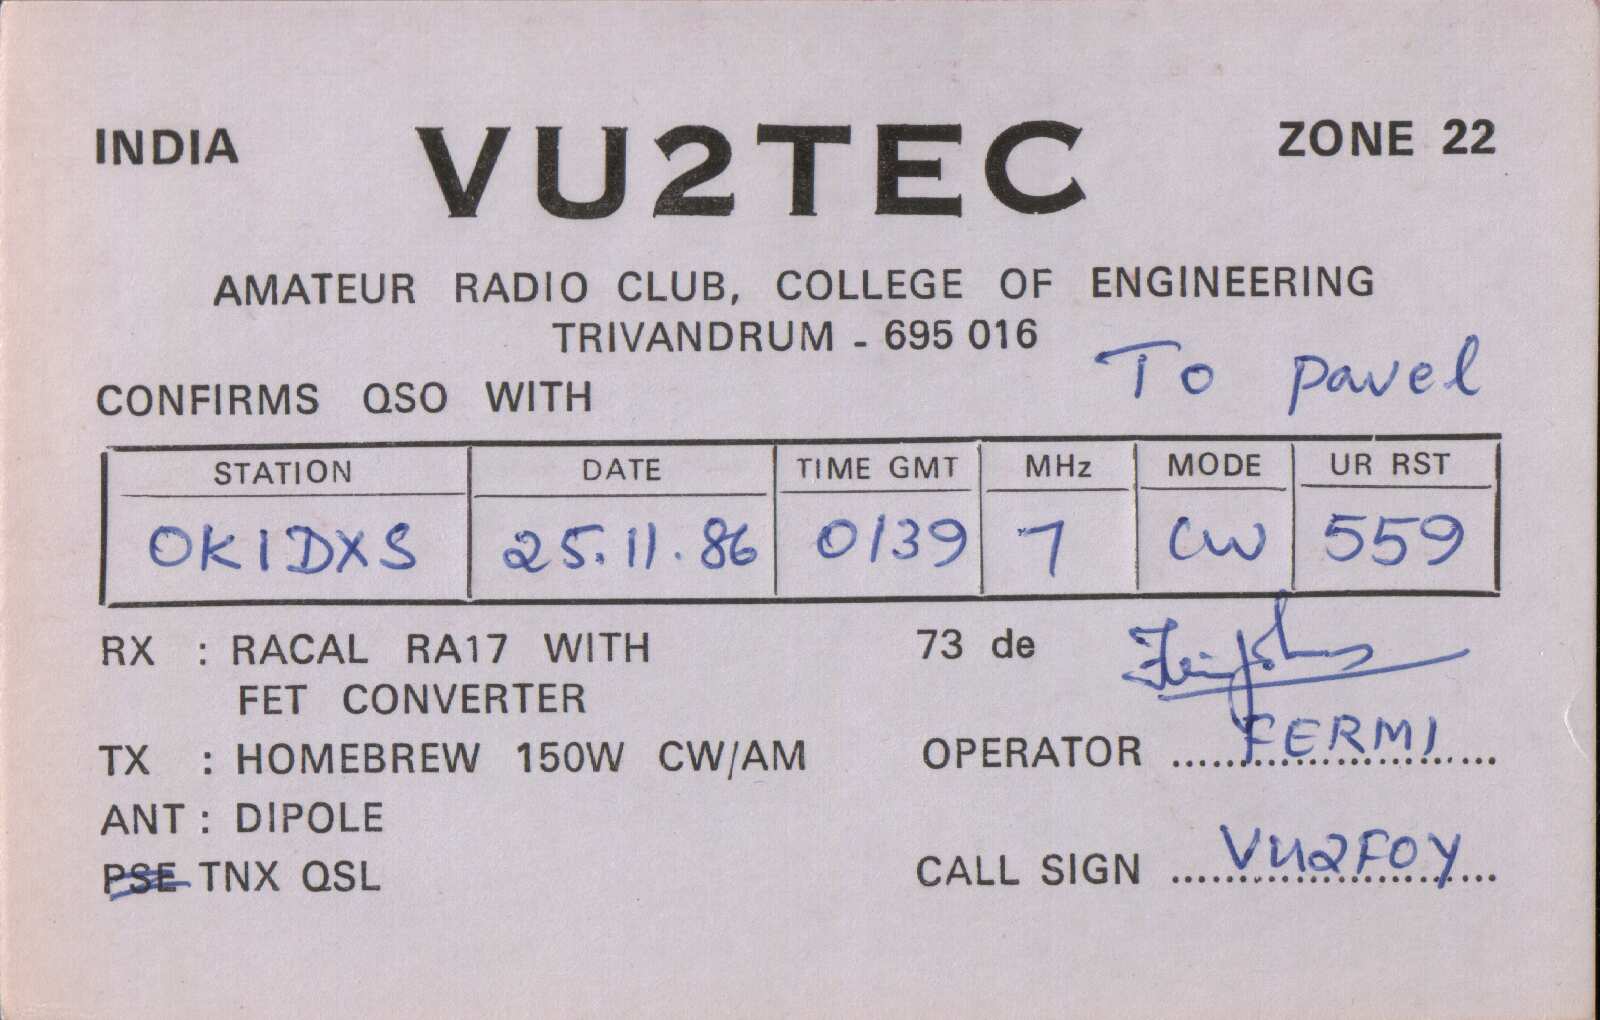 INDIA VU2TEC ZONE 22
AMATEUR RADIO CLUB, COLLEGE OF ENGINEERING
TRIVANDRUM - 695 016
To Pavel
CONFIRMS QSO WITH
STATION DATE TIME GMT MHz MODE UR RST
OK1DXS 25.11.86 0139 7 CW 559
RX : RACAL RA17 WITH 73 de
FET CONVERTER
TX : HOMEBREW 150W CW/AM OPERATOR FERMI
ANT : DIPOLE
PSE TNX QSL CALL SIGN VU2FOY